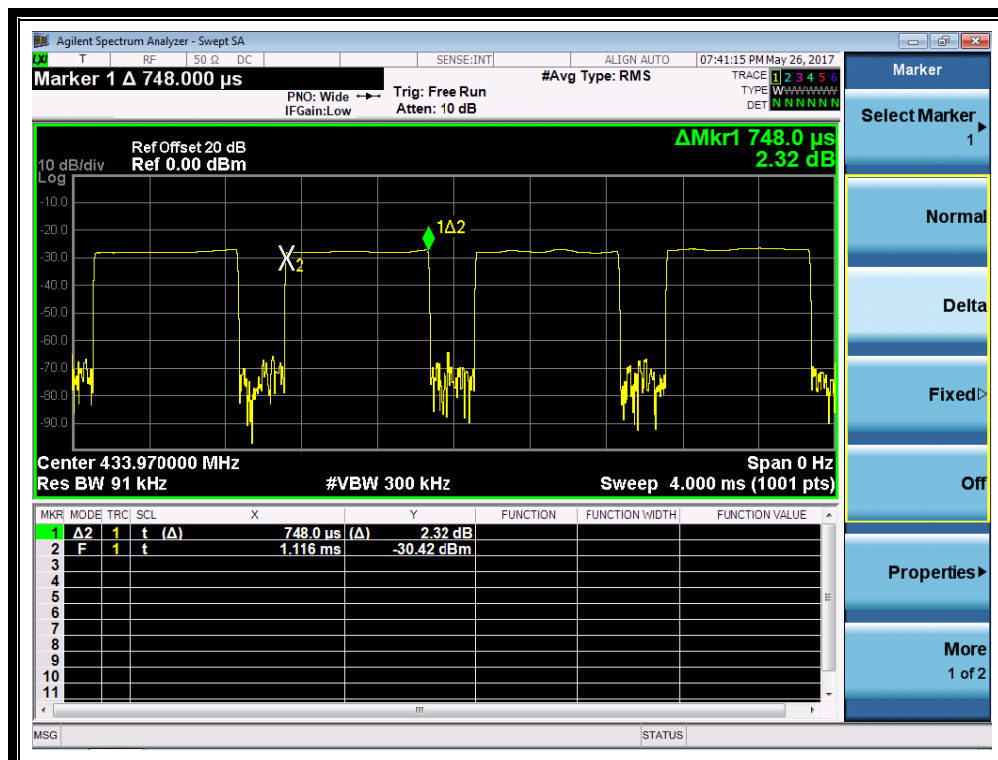 Agilent Spectrum Analyzer - Swept SA
LXI T RF 50 Ω DC SENSE:INT ALIGN AUTO 07:41:15 PM May 26, 2017
Marker 1 Δ 748.000 µs #Avg Type: RMS TRACE 1 2 3 4 5 6
PNO: Wide Trig: Free Run TYPE W WWWWW
IFGain:Low Atten: 10 dB DET N N N N N N
ΔMkr1 748.0 µs
2.32 dB
Ref Offset 20 dB
10 dB/div Ref 0.00 dBm
Log
-10.0
-20.0
1Δ2
-30.0
X2
-40.0
-50.0
-60.0
-70.0
-80.0
-90.0
Center 433.970000 MHz Span 0 Hz
Res BW 91 kHz #VBW 300 kHz Sweep 4.000 ms (1001 pts)
MKR MODE TRC SCL X Y FUNCTION FUNCTION WIDTH FUNCTION VALUE
1 Δ2 1 t (Δ) 748.0 µs (Δ) 2.32 dB
2 F 1 t 1.116 ms -30.42 dBm
3
4
5
6
7
8
9
10
11
MSG STATUS
Marker
Select Marker
1
Normal
Delta
Fixed
Off
Properties
More
1 of 2